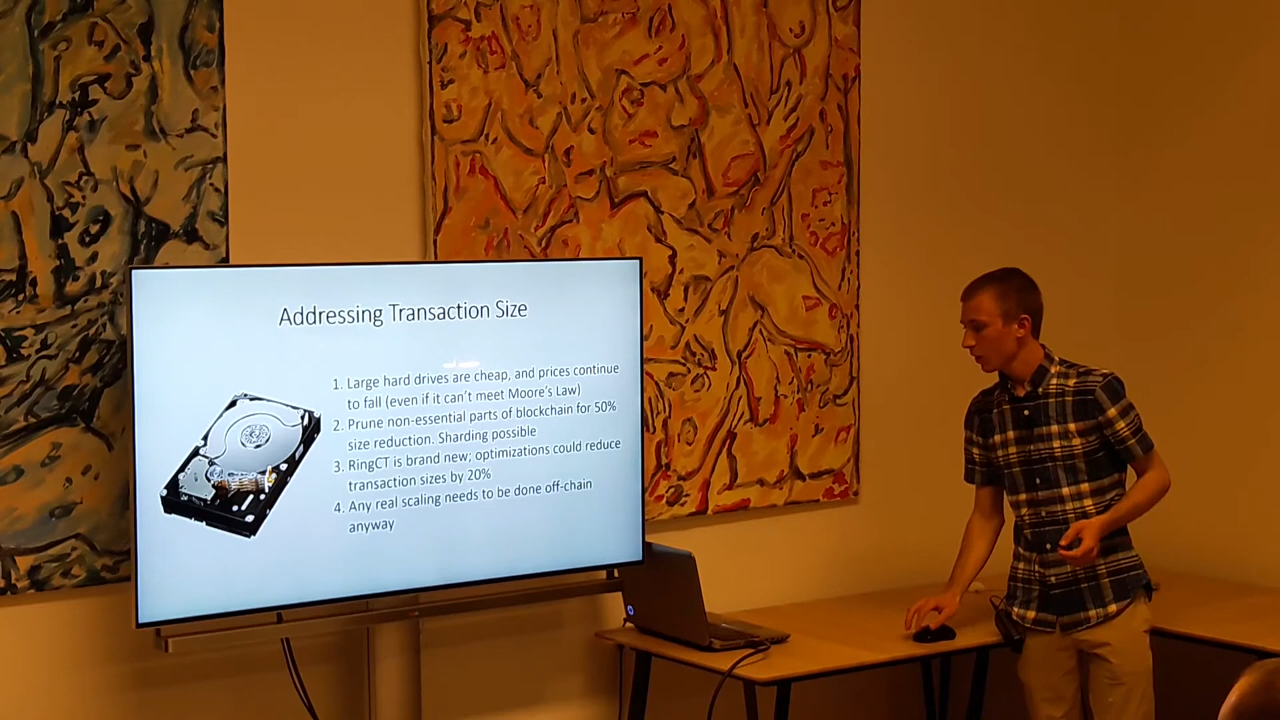 Addressing Transaction Size
1. Large hard drives are cheap, and prices continue
to fall (even if it can't meet Moore's Law)
2. Prune non-essential parts of blockchain for 50%
size reduction. Sharding possible
3. RingCT is brand new; optimizations could reduce
transaction sizes by 20%
4. Any real scaling needs to be done off-chain
anyway